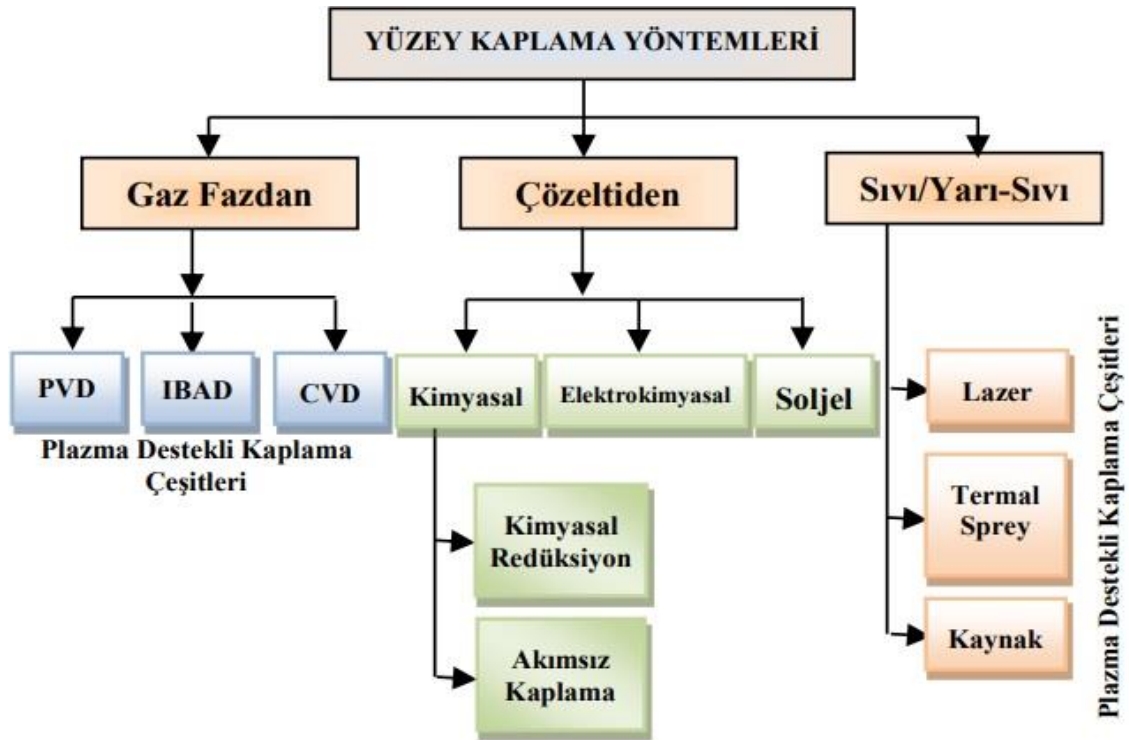 YÜZEY KAPLAMA YÖNTEMLERİ
Gaz Fazdan
Çözeltiden
Sıvı/Yarı-Sıvı
PVD
IBAD
CVD
Plazma Destekli Kaplama
Çeşitleri
Kimyasal
Elektrokimyasal
Soljel
Kimyasal
Redüksiyon
Akımsız
Kaplama
Lazer
Termal
Sprey
Kaynak
Plazma Destekli Kaplama Çeşitleri